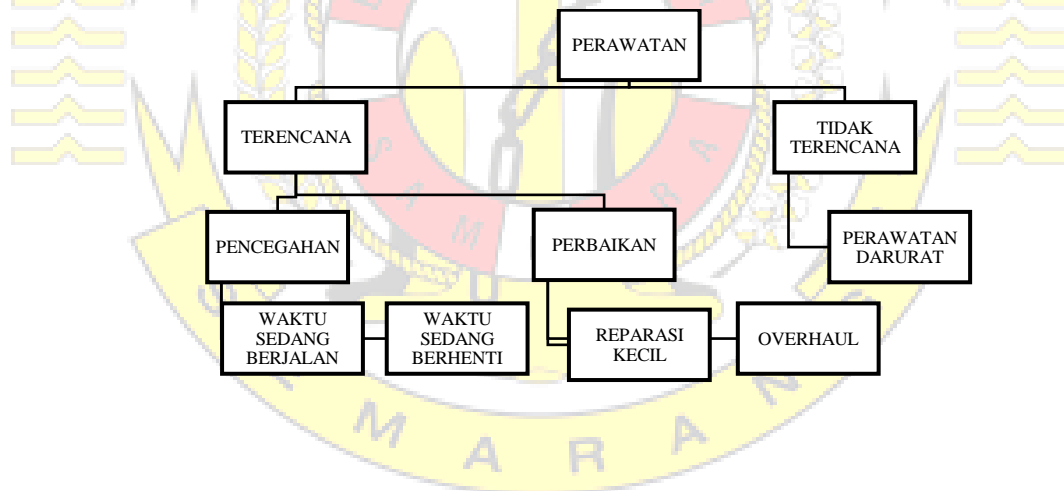 PERAWATAN
TERENCANA
TIDAK
TERENCANA
PENCEGAHAN
PERBAIKAN
PERAWATAN
DARURAT
WAKTU
SEDANG
BERJALAN
WAKTU
SEDANG
BERHENTI
REPARASI
KECIL
OVERHAUL